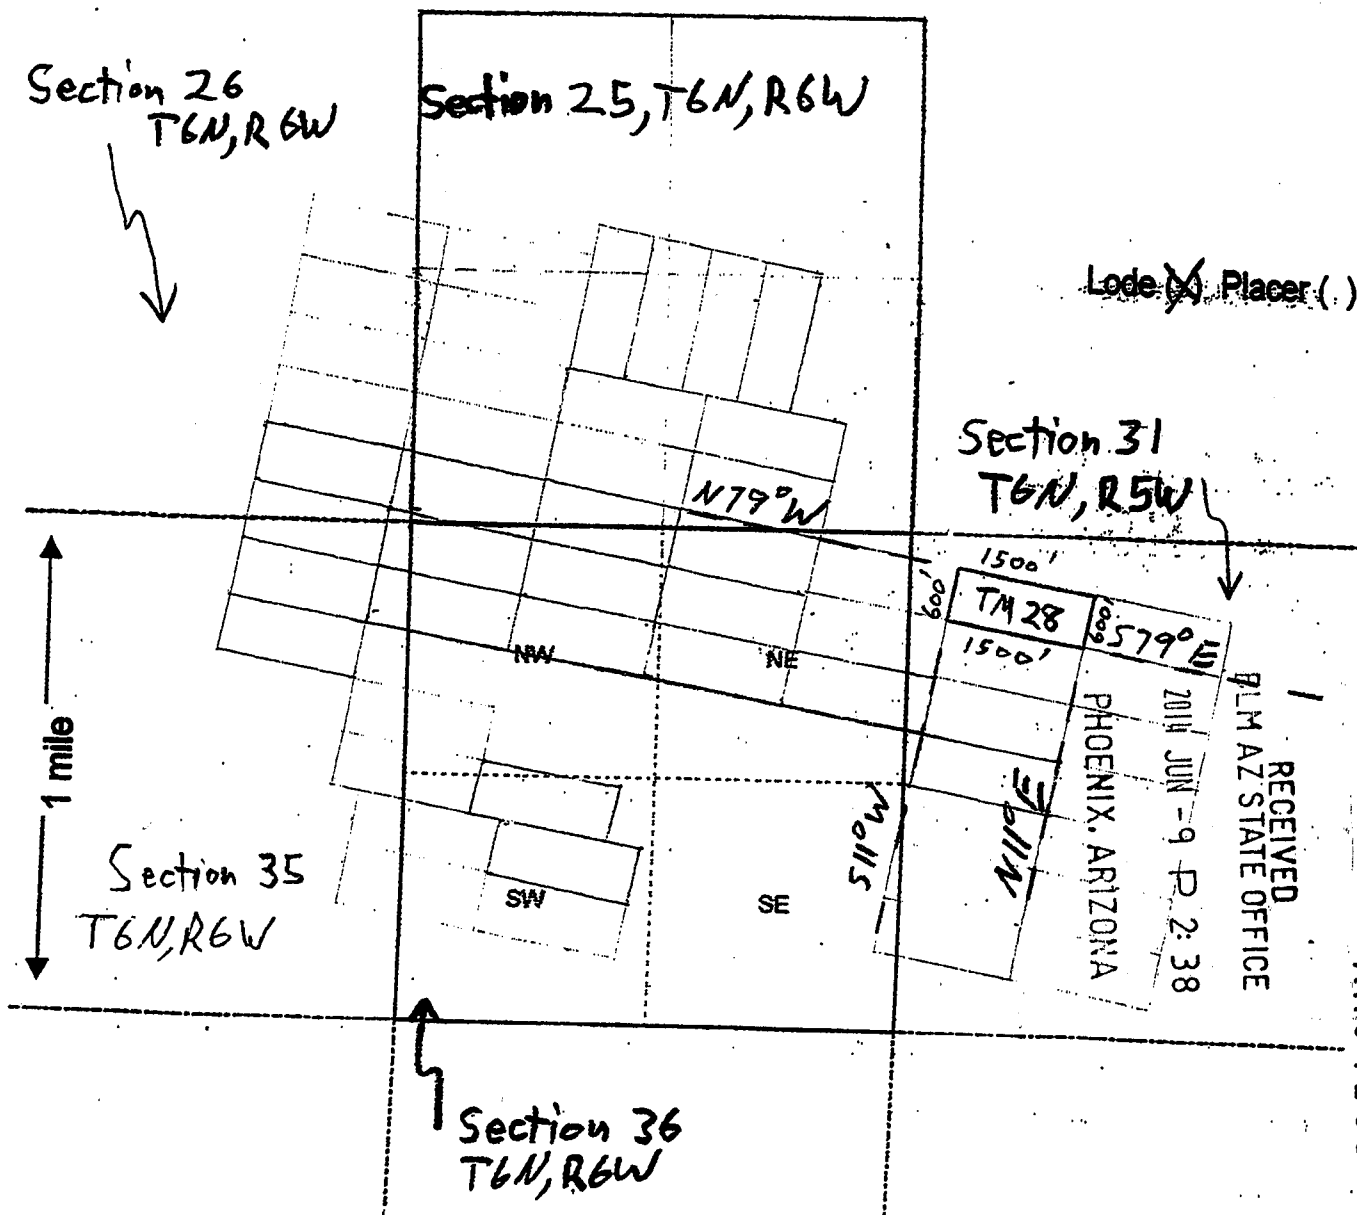 Section 26
T6N, R6W
Section 25, T6N, R6W
Lode (X) Placer ( )
Section 31
T6N, R5W
N79°W
1500'
600'
TM 28
600'
1500'
S79°E
NW
NE
1 mile
S11°W
N11°E
Section 35
T6N, R6W
SW
SE
RECEIVED
BLM AZ STATE OFFICE
2014 JUN -9 P 2:38
PHOENIX, ARIZONA
Section 36
T6N, R6W